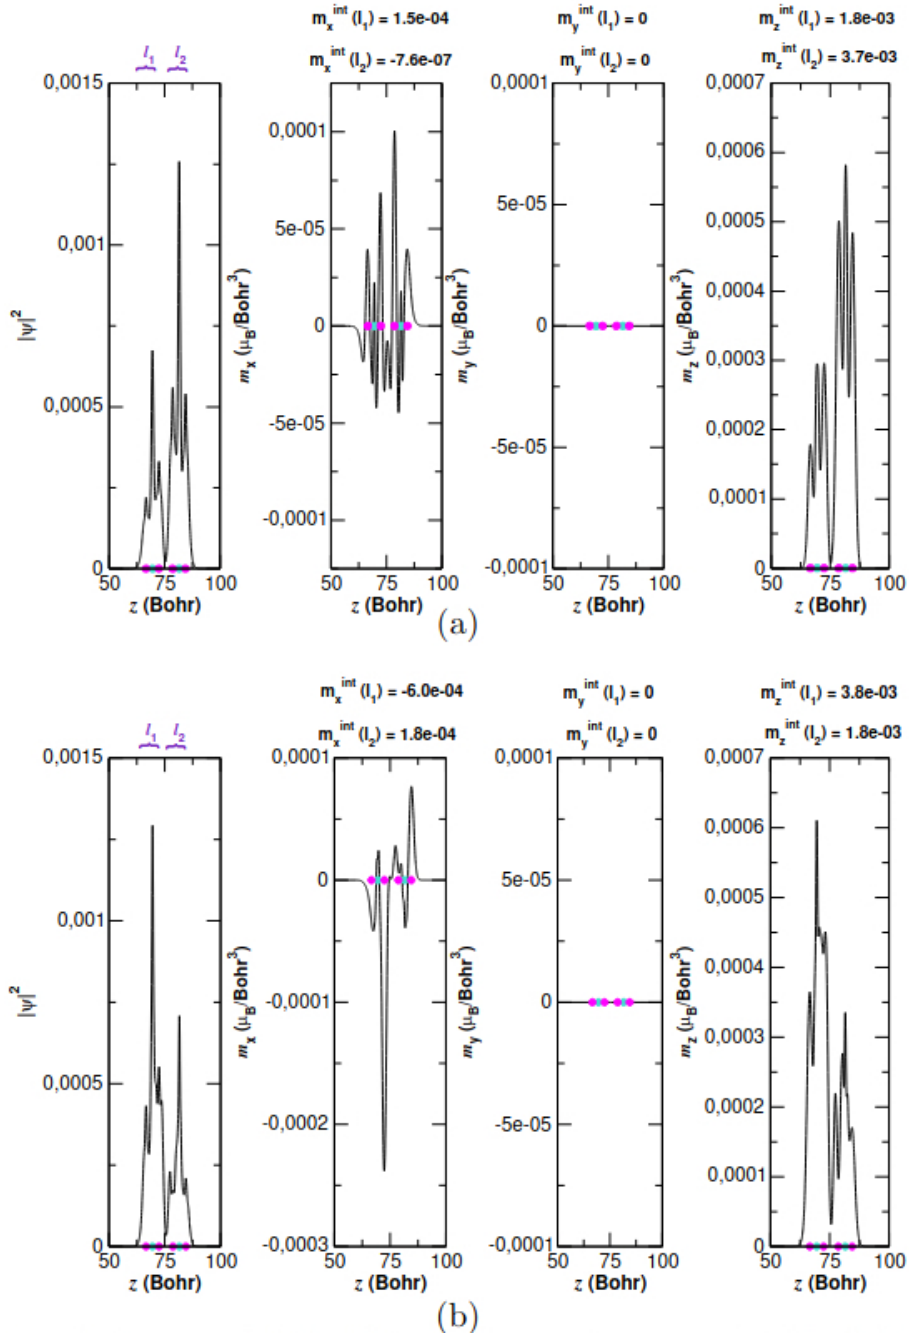 m_x^int (l_1) = 1.5e-04
m_x^int (l_2) = -7.6e-07
m_y^int (l_1) = 0
m_y^int (l_2) = 0
m_z^int (l_1) = 1.8e-03
m_z^int (l_2) = 3.7e-03
l_1 l_2
|ψ|^2
0,0015
0,001
0,0005
0
50 75 100
z (Bohr)
m_x (μ_B/Bohr^3)
0,0001
5e-05
0
-5e-05
-0,0001
50 75 100
z (Bohr)
m_y (μ_B/Bohr^3)
0,0001
5e-05
0
-5e-05
-0,0001
50 75 100
z (Bohr)
m_z (μ_B/Bohr^3)
0,0007
0,0006
0,0005
0,0004
0,0003
0,0002
0,0001
0
50 75 100
z (Bohr)
(a)
m_x^int (l_1) = -6.0e-04
m_x^int (l_2) = 1.8e-04
m_y^int (l_1) = 0
m_y^int (l_2) = 0
m_z^int (l_1) = 3.8e-03
m_z^int (l_2) = 1.8e-03
l_1 l_2
|ψ|^2
0,0015
0,001
0,0005
0
50 75 100
z (Bohr)
m_x (μ_B/Bohr^3)
0,0001
0
-0,0001
-0,0002
-0,0003
50 75 100
z (Bohr)
m_y (μ_B/Bohr^3)
0,0001
5e-05
0
-5e-05
-0,0001
50 75 100
z (Bohr)
m_z (μ_B/Bohr^3)
0,0007
0,0006
0,0005
0,0004
0,0003
0,0002
0,0001
0
50 75 100
z (Bohr)
(b)